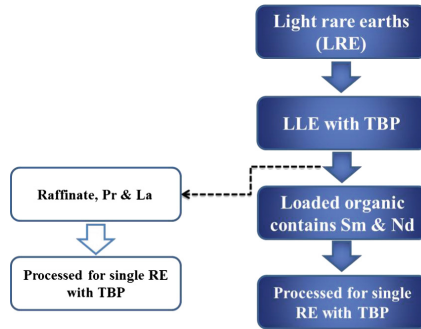 Light rare earths
(LRE)
LLE with TBP
Raffinate, Pr & La
Loaded organic
contains Sm & Nd
Processed for single RE
with TBP
Processed for single
RE with TBP